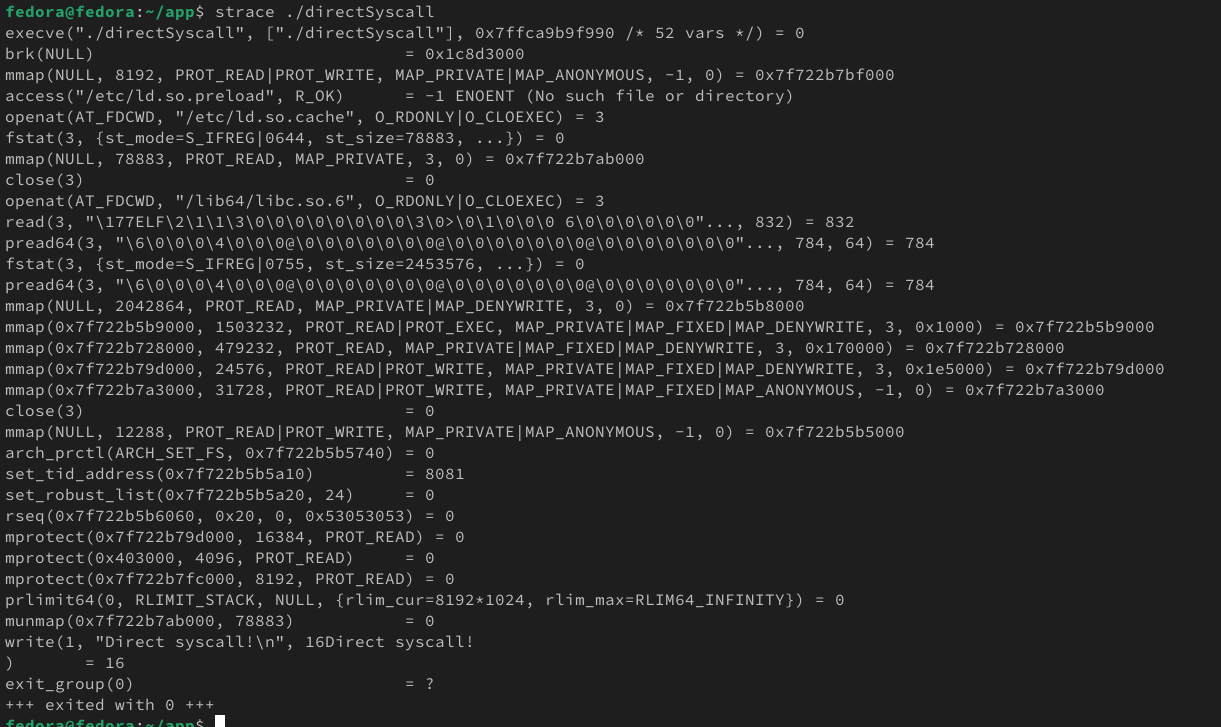 fedora@fedora:~/app$ strace ./directSyscall
execve("./directSyscall", ["./directSyscall"], 0x7ffca9b9f990 /* 52 vars */) = 0
brk(NULL)                               = 0x1c8d3000
mmap(NULL, 8192, PROT_READ|PROT_WRITE, MAP_PRIVATE|MAP_ANONYMOUS, -1, 0) = 0x7f722b7bf000
access("/etc/ld.so.preload", R_OK)      = -1 ENOENT (No such file or directory)
openat(AT_FDCWD, "/etc/ld.so.cache", O_RDONLY|O_CLOEXEC) = 3
fstat(3, {st_mode=S_IFREG|0644, st_size=78883, ...}) = 0
mmap(NULL, 78883, PROT_READ, MAP_PRIVATE, 3, 0) = 0x7f722b7ab000
close(3)                                = 0
openat(AT_FDCWD, "/lib64/libc.so.6", O_RDONLY|O_CLOEXEC) = 3
read(3, "\177ELF\2\1\1\3\0\0\0\0\0\0\0\0\3\0>\0\1\0\0\0 6\0\0\0\0\0\0"..., 832) = 832
pread64(3, "\6\0\0\0\4\0\0\0@\0\0\0\0\0\0\0@\0\0\0\0\0\0\0@\0\0\0\0\0\0\0"..., 784, 64) = 784
fstat(3, {st_mode=S_IFREG|0755, st_size=2453576, ...}) = 0
pread64(3, "\6\0\0\0\4\0\0\0@\0\0\0\0\0\0\0@\0\0\0\0\0\0\0@\0\0\0\0\0\0\0"..., 784, 64) = 784
mmap(NULL, 2042864, PROT_READ, MAP_PRIVATE|MAP_DENYWRITE, 3, 0) = 0x7f722b5b8000
mmap(0x7f722b5b9000, 1503232, PROT_READ|PROT_EXEC, MAP_PRIVATE|MAP_FIXED|MAP_DENYWRITE, 3, 0x1000) = 0x7f722b5b9000
mmap(0x7f722b728000, 479232, PROT_READ, MAP_PRIVATE|MAP_FIXED|MAP_DENYWRITE, 3, 0x170000) = 0x7f722b728000
mmap(0x7f722b79d000, 24576, PROT_READ|PROT_WRITE, MAP_PRIVATE|MAP_FIXED|MAP_DENYWRITE, 3, 0x1e5000) = 0x7f722b79d000
mmap(0x7f722b7a3000, 31728, PROT_READ|PROT_WRITE, MAP_PRIVATE|MAP_FIXED|MAP_ANONYMOUS, -1, 0) = 0x7f722b7a3000
close(3)                                = 0
mmap(NULL, 12288, PROT_READ|PROT_WRITE, MAP_PRIVATE|MAP_ANONYMOUS, -1, 0) = 0x7f722b5b5000
arch_prctl(ARCH_SET_FS, 0x7f722b5b5740) = 0
set_tid_address(0x7f722b5b5a10)         = 8081
set_robust_list(0x7f722b5b5a20, 24)     = 0
rseq(0x7f722b5b6060, 0x20, 0, 0x53053053) = 0
mprotect(0x7f722b79d000, 16384, PROT_READ) = 0
mprotect(0x403000, 4096, PROT_READ)     = 0
mprotect(0x7f722b7fc000, 8192, PROT_READ) = 0
prlimit64(0, RLIMIT_STACK, NULL, {rlim_cur=8192*1024, rlim_max=RLIM64_INFINITY}) = 0
munmap(0x7f722b7ab000, 78883)           = 0
write(1, "Direct syscall!\n", 16Direct syscall!
)       = 16
exit_group(0)                           = ?
+++ exited with 0 +++
fedora@fedora:~/app$